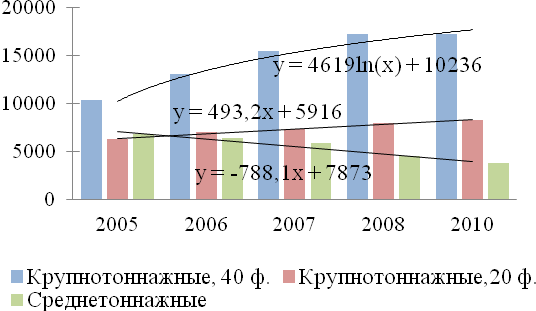 20000
15000
10000
5000
0
y = 4619ln(x) + 10236
y = 493,2x + 5916
y = -788,1x + 7873
2005 2006 2007 2008 2010
Крупнотоннажные, 40 ф. Крупнотоннажные,20 ф.
Среднетоннажные